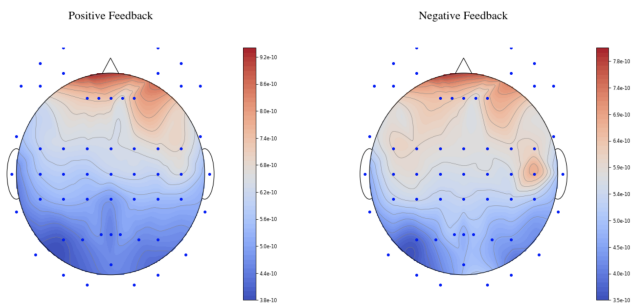 Positive Feedback
Negative Feedback
9.2e-10
8.6e-10
8.0e-10
7.4e-10
6.8e-10
6.2e-10
5.6e-10
5.0e-10
4.4e-10
3.8e-10
7.8e-10
7.4e-10
6.9e-10
6.4e-10
5.9e-10
5.4e-10
5.0e-10
4.5e-10
4.0e-10
3.5e-10